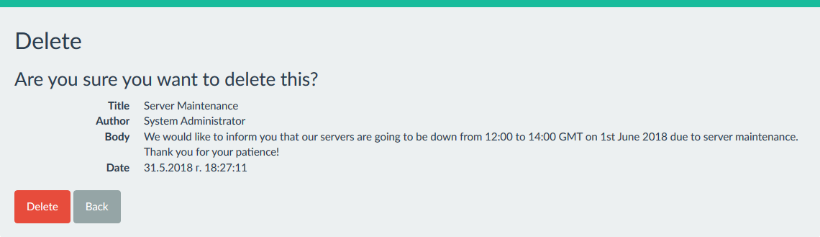 Delete
Are you sure you want to delete this?
Title Server Maintenance
Author System Administrator
Body We would like to inform you that our servers are going to be down from 12:00 to 14:00 GMT on 1st June 2018 due to server maintenance.
Thank you for your patience!
Date 31.5.2018 г. 18:27:11
Delete Back